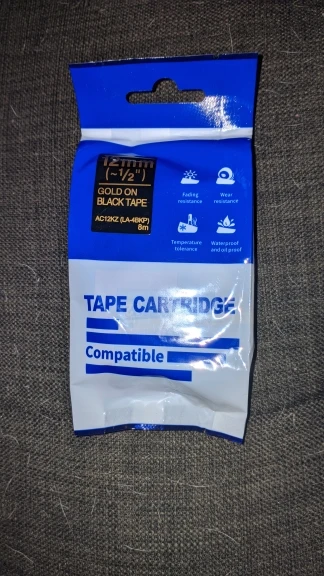 12mm
(~1/2")
GOLD ON
BLACK TAPE
AC12KZ (LA-4BKP)
8m
Fading
resistance
Wear
resistance
Temperature
tolerance
Waterproof
and oil proof
TAPE CARTRIDGE
Compatible